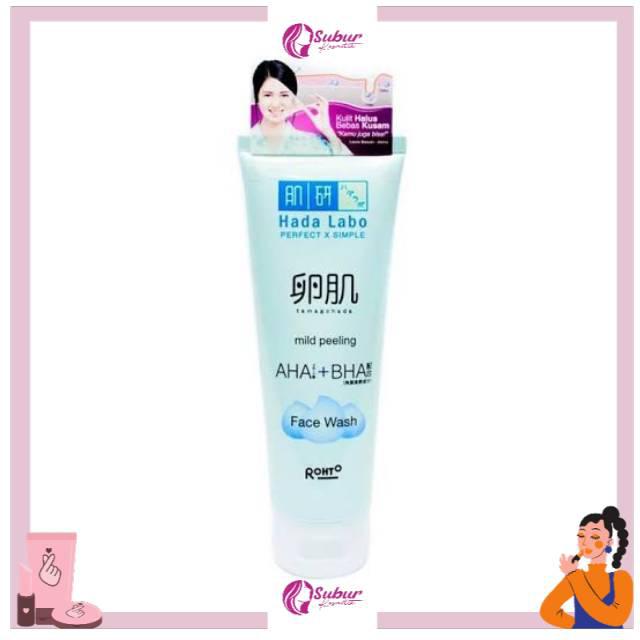 Subur
Kosmetik
Kulit Halus
Bebas Kusam
"Kamu juga bisa!"
肌研
Hada Labo
PERFECT X SIMPLE
卵肌
tamagohada
mild peeling
AHA+BHA
Face Wash
ROHTO
Subur
Kosmetik